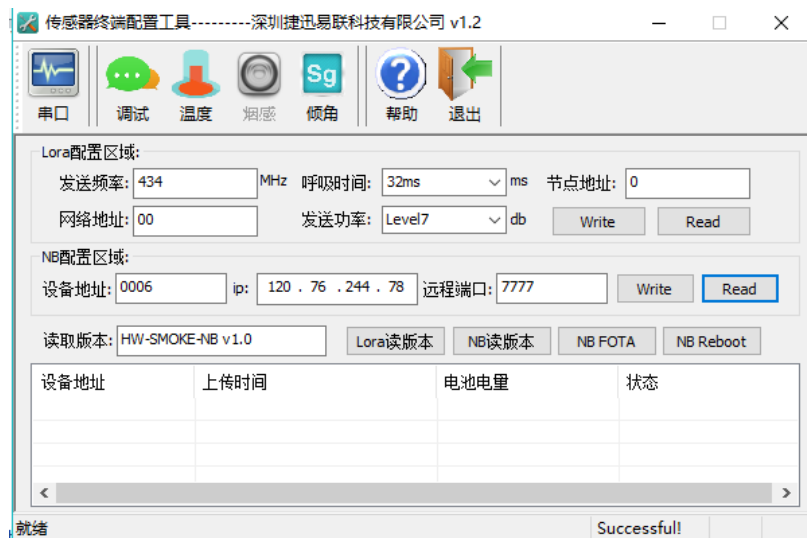 传感器终端配置工具---------深圳捷迅易联科技有限公司 v1.2
Sg
串口 调试 温度 烟感 倾角 帮助 退出
Lora配置区域:
发送频率: 434 MHz 呼吸时间: 32ms ms 节点地址: 0
网络地址: 00 发送功率: Level7 db Write Read
NB配置区域:
设备地址: 0006 ip: 120 . 76 . 244 . 78 远程端口: 7777 Write Read
读取版本: HW-SMOKE-NB v1.0 Lora读版本 NB读版本 NB FOTA NB Reboot
设备地址 上传时间 电池电量 状态
就绪 Successful!